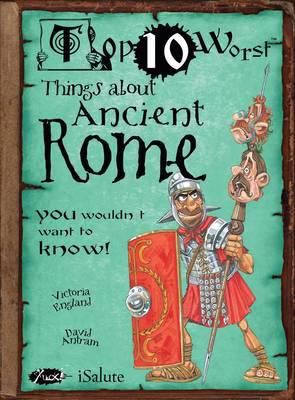 Top 10 Worst
Things about
Ancient
Rome
you wouldn't
want to
know!
Victoria
England
David
Antram
iSalute